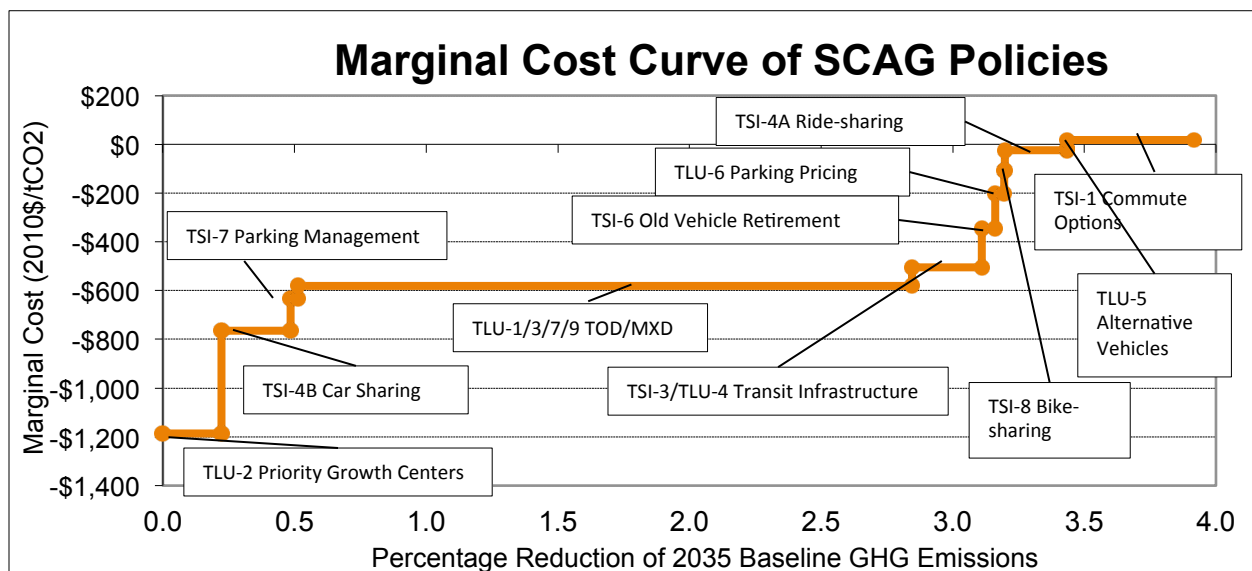 Marginal Cost Curve of SCAG Policies
Marginal Cost (2010$/tCO2)
$200
$0
-$200
-$400
-$600
-$800
-$1,000
-$1,200
-$1,400
TSI-4A Ride-sharing
TLU-6 Parking Pricing
TSI-6 Old Vehicle Retirement
TSI-7 Parking Management
TSI-1 Commute
Options
TLU-1/3/7/9 TOD/MXD
TLU-5
Alternative
Vehicles
TSI-4B Car Sharing
TSI-3/TLU-4 Transit Infrastructure
TSI-8 Bike-
sharing
TLU-2 Priority Growth Centers
0.0 0.5 1.0 1.5 2.0 2.5 3.0 3.5 4.0
Percentage Reduction of 2035 Baseline GHG Emissions